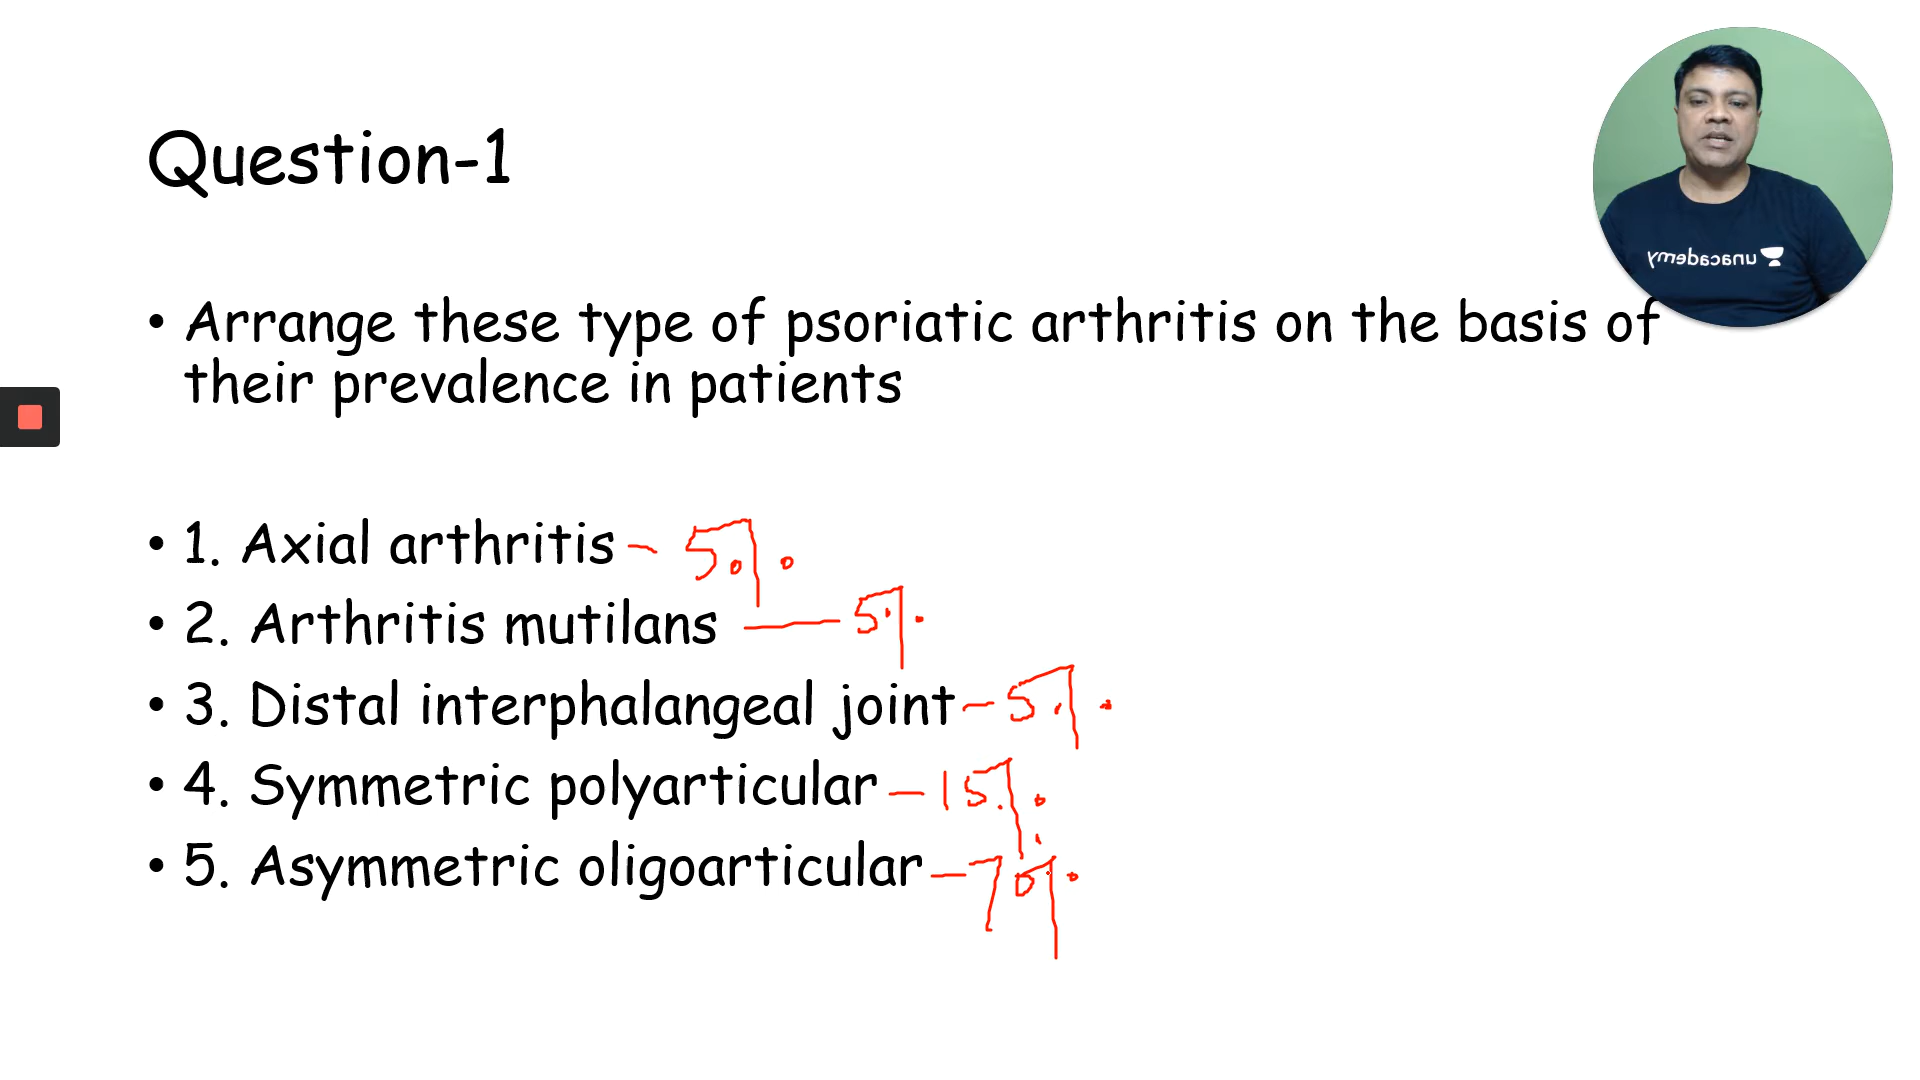 Question-1
unacademy
• Arrange these type of psoriatic arthritis on the basis of
their prevalence in patients
• 1. Axial arthritis - 5%
• 2. Arthritis mutilans - 5%
• 3. Distal interphalangeal joint - 5%
• 4. Symmetric polyarticular - 15%
• 5. Asymmetric oligoarticular - 70%